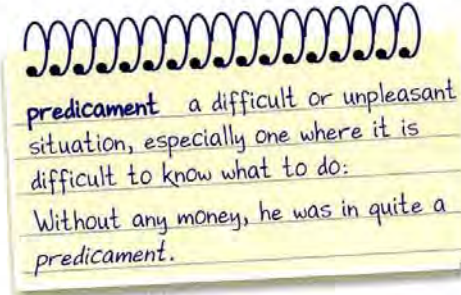 predicament a difficult or unpleasant
situation, especially one where it is
difficult to know what to do:
Without any money, he was in quite a
predicament.